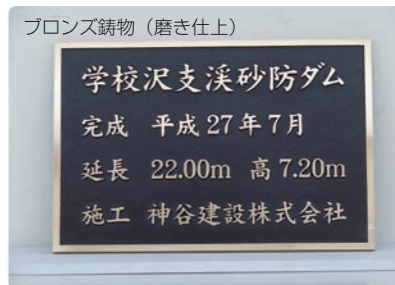 ブロンズ鋳物（磨き仕上）
学校沢支渓砂防ダム
完成 平成27年7月
延長 22.00m 高7.20m
施工 神谷建設株式会社